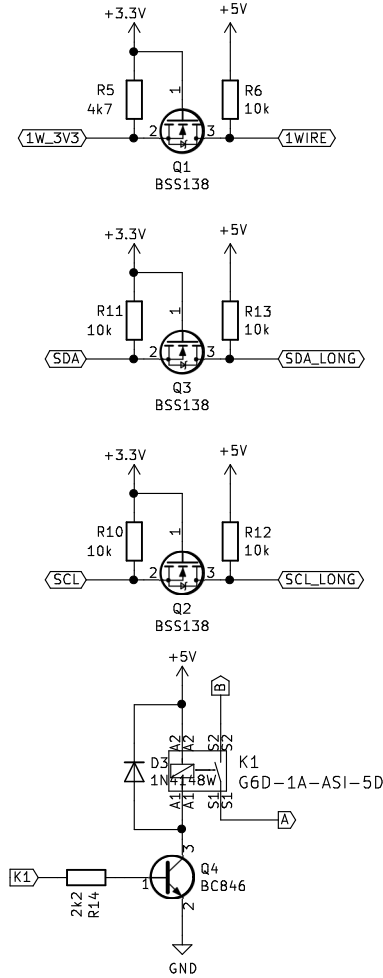 +3.3V +5V
R5 4k7 1 R6 10k
1W_3V3 2 3 1WIRE
Q1
BSS138
+3.3V +5V
R11 10k 1 R13 10k
SDA 2 3 SDA_LONG
Q3
BSS138
+3.3V +5V
R10 10k 1 R12 10k
SCL 2 3 SCL_LONG
Q2
BSS138
+5V
B
A2 A2 S2 S2
D3 K1
1N4148W G6D-1A-ASI-5D
A1 A1 S1 S1
A
3
Q4
K1 1 BC846
2k2 R14 2
GND